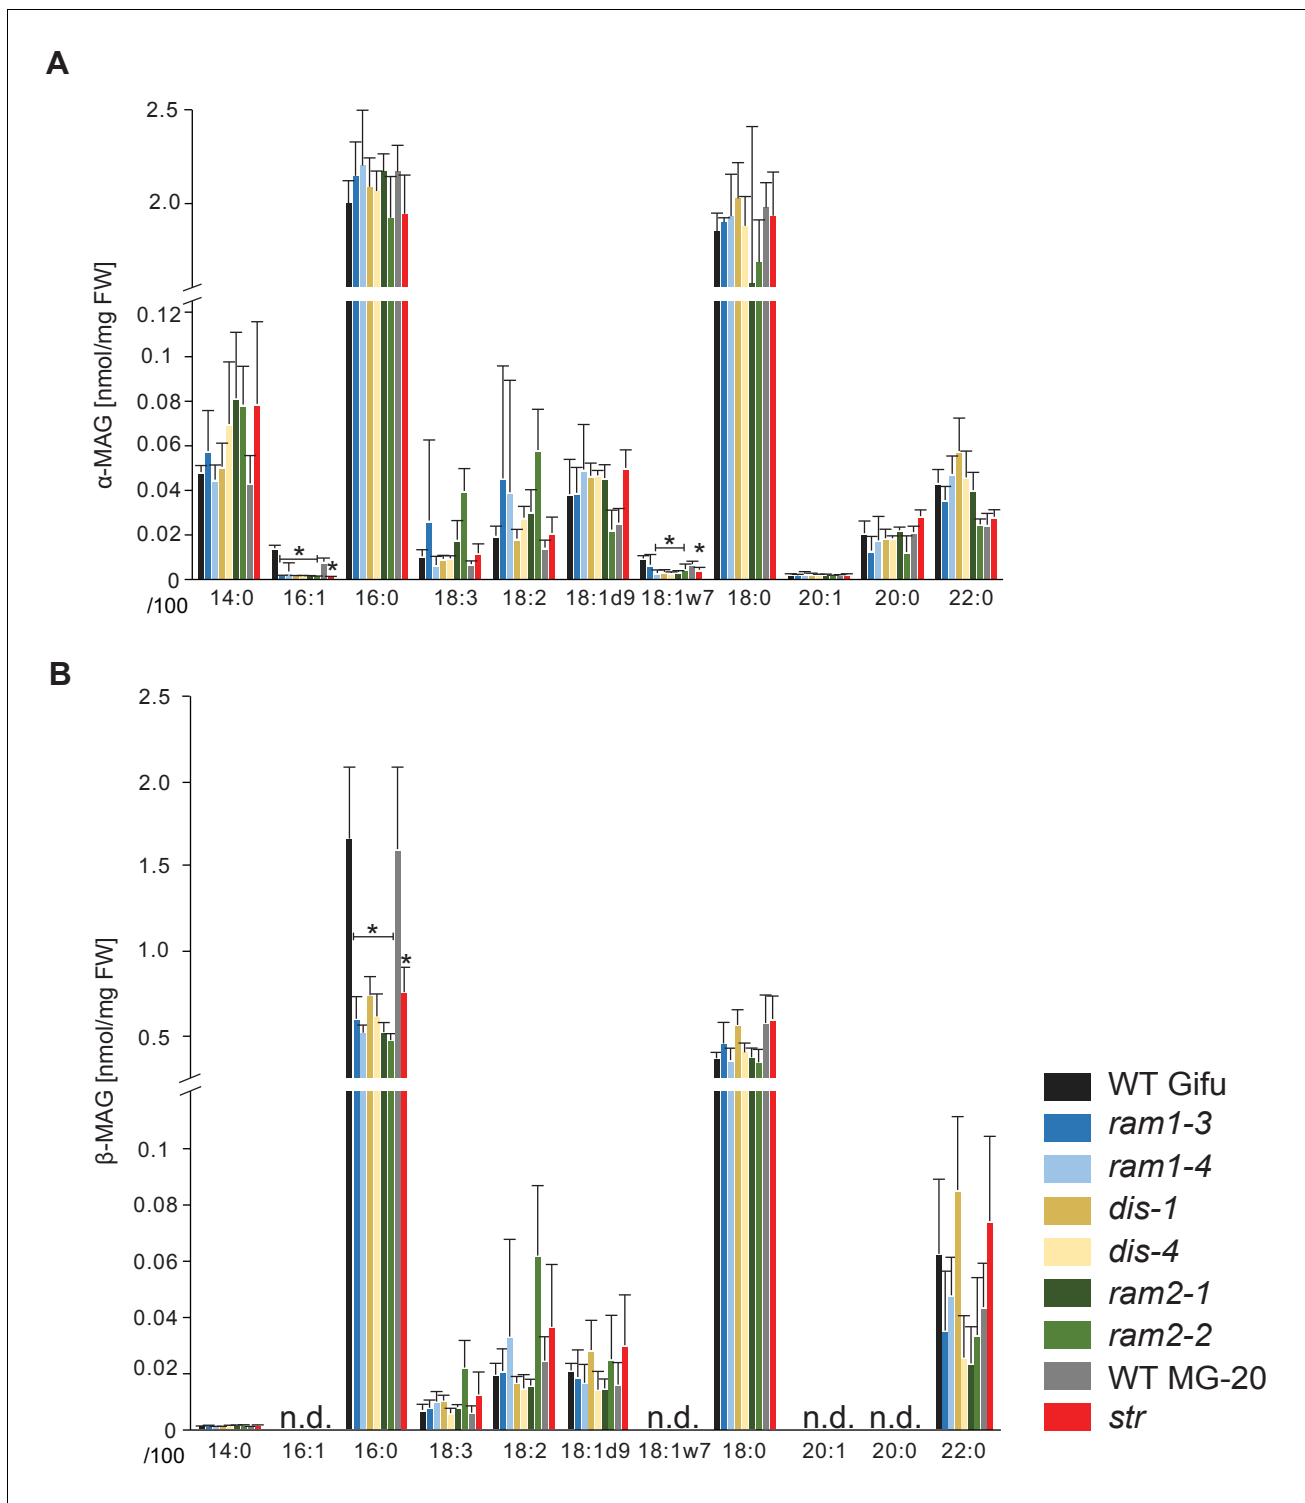 A
α-MAG [nmol/mg FW]
2.5
2.0
0.12
0.1
0.08
0.06
0.04
0.02
0
* * * *
/100 14:0 16:1 16:0 18:3 18:2 18:1d9 18:1w7 18:0 20:1 20:0 22:0
B
β-MAG [nmol/mg FW]
2.5
2.0
1.5
1.0
0.5
0.1
0.08
0.06
0.04
0.02
0
* *
n.d. n.d. n.d. n.d.
/100 14:0 16:1 16:0 18:3 18:2 18:1d9 18:1w7 18:0 20:1 20:0 22:0
WT Gifu
ram1-3
ram1-4
dis-1
dis-4
ram2-1
ram2-2
WT MG-20
str